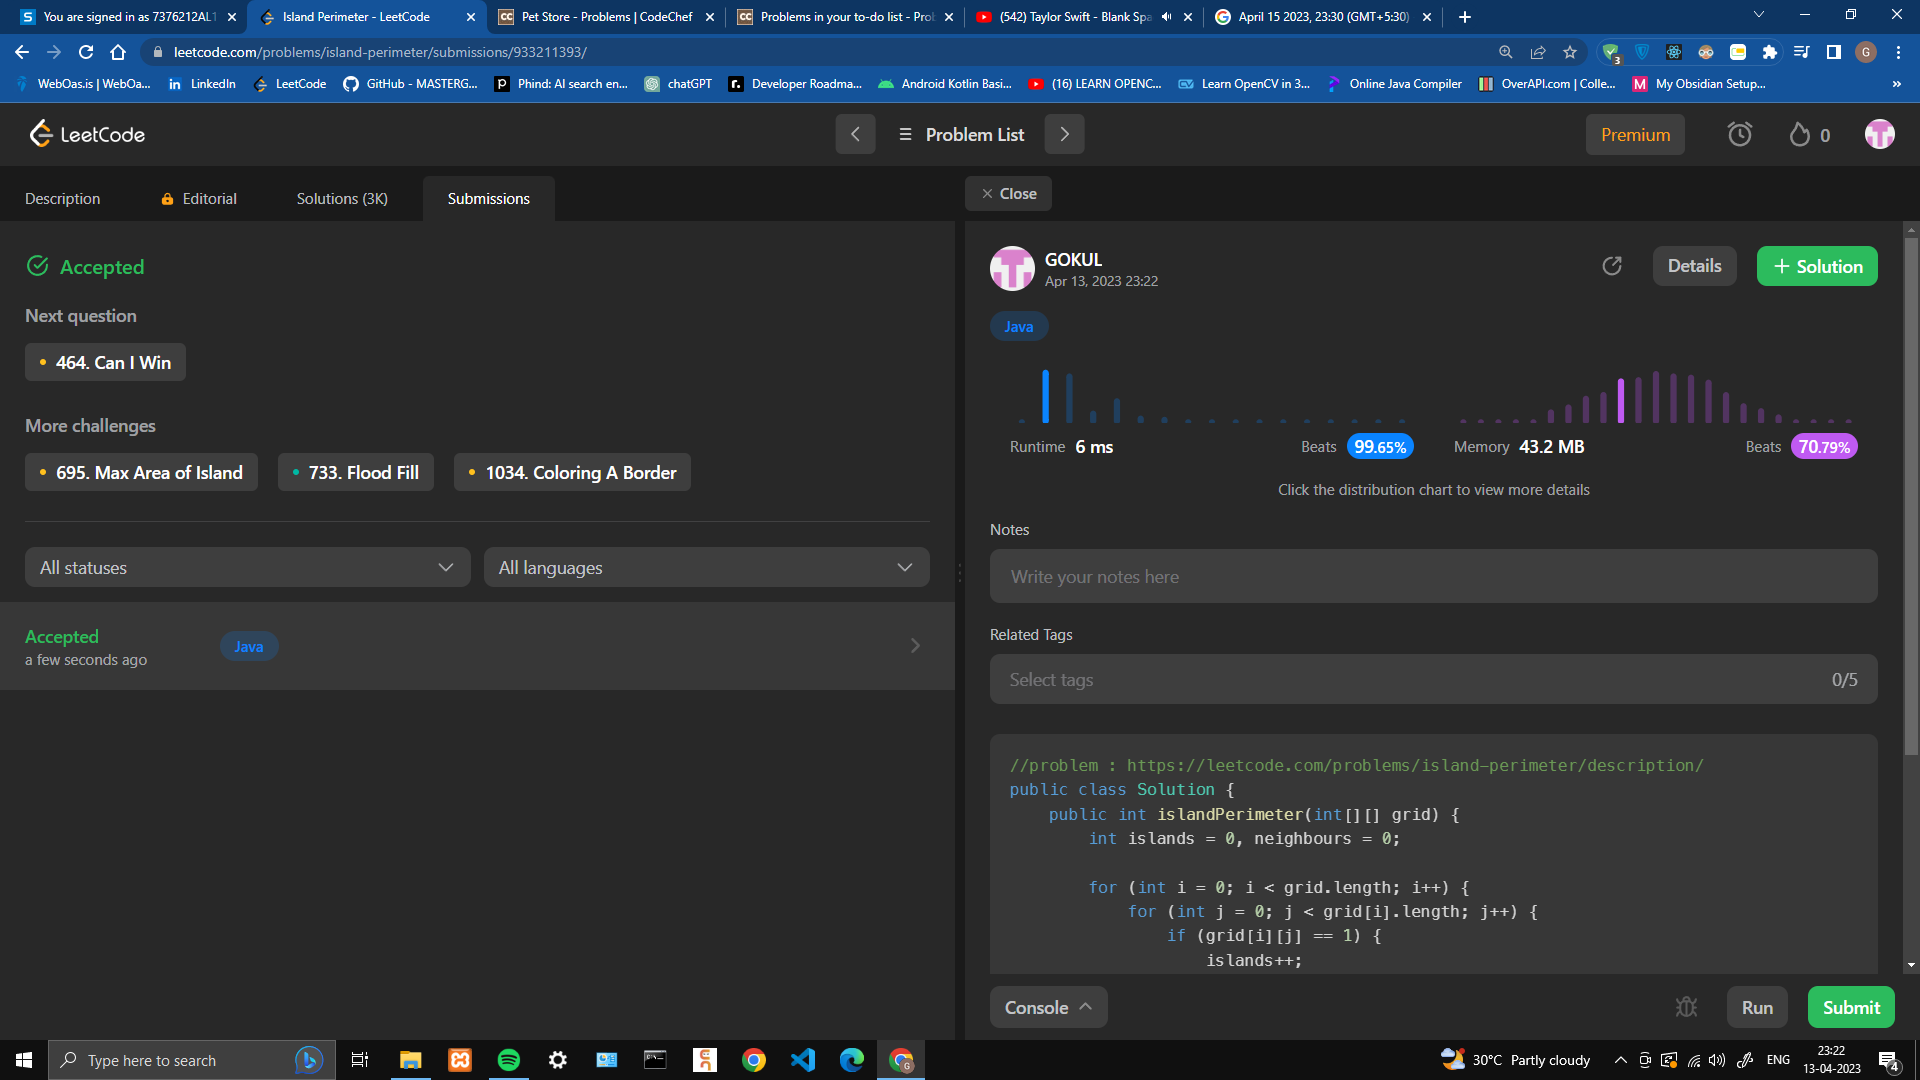 You are signed in as 7376212AL1
Island Perimeter - LeetCode
Pet Store - Problems | CodeChef
Problems in your to-do list - Pro
(542) Taylor Swift - Blank Spa
April 15 2023, 23:30 (GMT+5:30)
leetcode.com/problems/island-perimeter/submissions/933211393/
3
G
WebOas.is | WebOa...
LinkedIn
LeetCode
GitHub - MASTERG...
Phind: AI search en...
chatGPT
Developer Roadma...
Android Kotlin Basi...
(16) LEARN OPENC...
Learn OpenCV in 3...
Online Java Compiler
OverAPI.com | Colle...
My Obsidian Setup...
LeetCode
Problem List
Premium
0
Description
Editorial
Solutions (3K)
Submissions
Close
Accepted
Next question
464. Can I Win
More challenges
695. Max Area of Island
733. Flood Fill
1034. Coloring A Border
All statuses
All languages
Accepted
a few seconds ago
Java
GOKUL
Apr 13, 2023 23:22
Details
+ Solution
Java
Runtime 6 ms
Beats 99.65%
Memory 43.2 MB
Beats 70.79%
Click the distribution chart to view more details
Notes
Write your notes here
Related Tags
Select tags
0/5
//problem : https://leetcode.com/problems/island-perimeter/description/
public class Solution {
public int islandPerimeter(int[][] grid) {
int islands = 0, neighbours = 0;
for (int i = 0; i < grid.length; i++) {
for (int j = 0; j < grid[i].length; j++) {
if (grid[i][j] == 1) {
islands++;
Console
Run
Submit
Type here to search
30°C Partly cloudy
ENG
23:22
13-04-2023
4